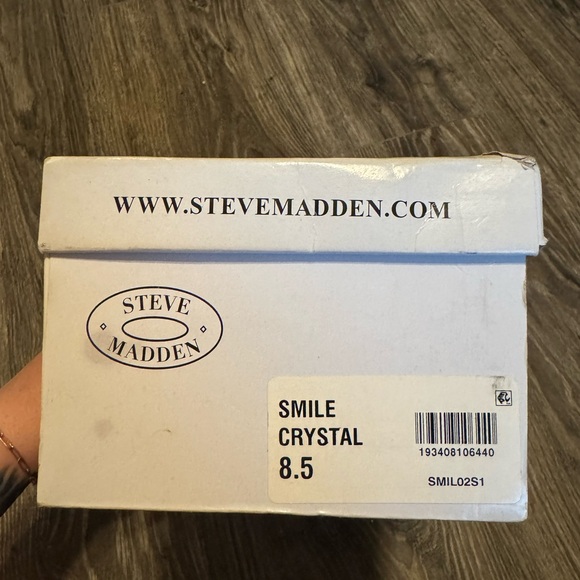 WWW.STEVEMADDEN.COM
STEVE
MADDEN
SMILE
CRYSTAL
8.5
193408106440
SMIL02S1